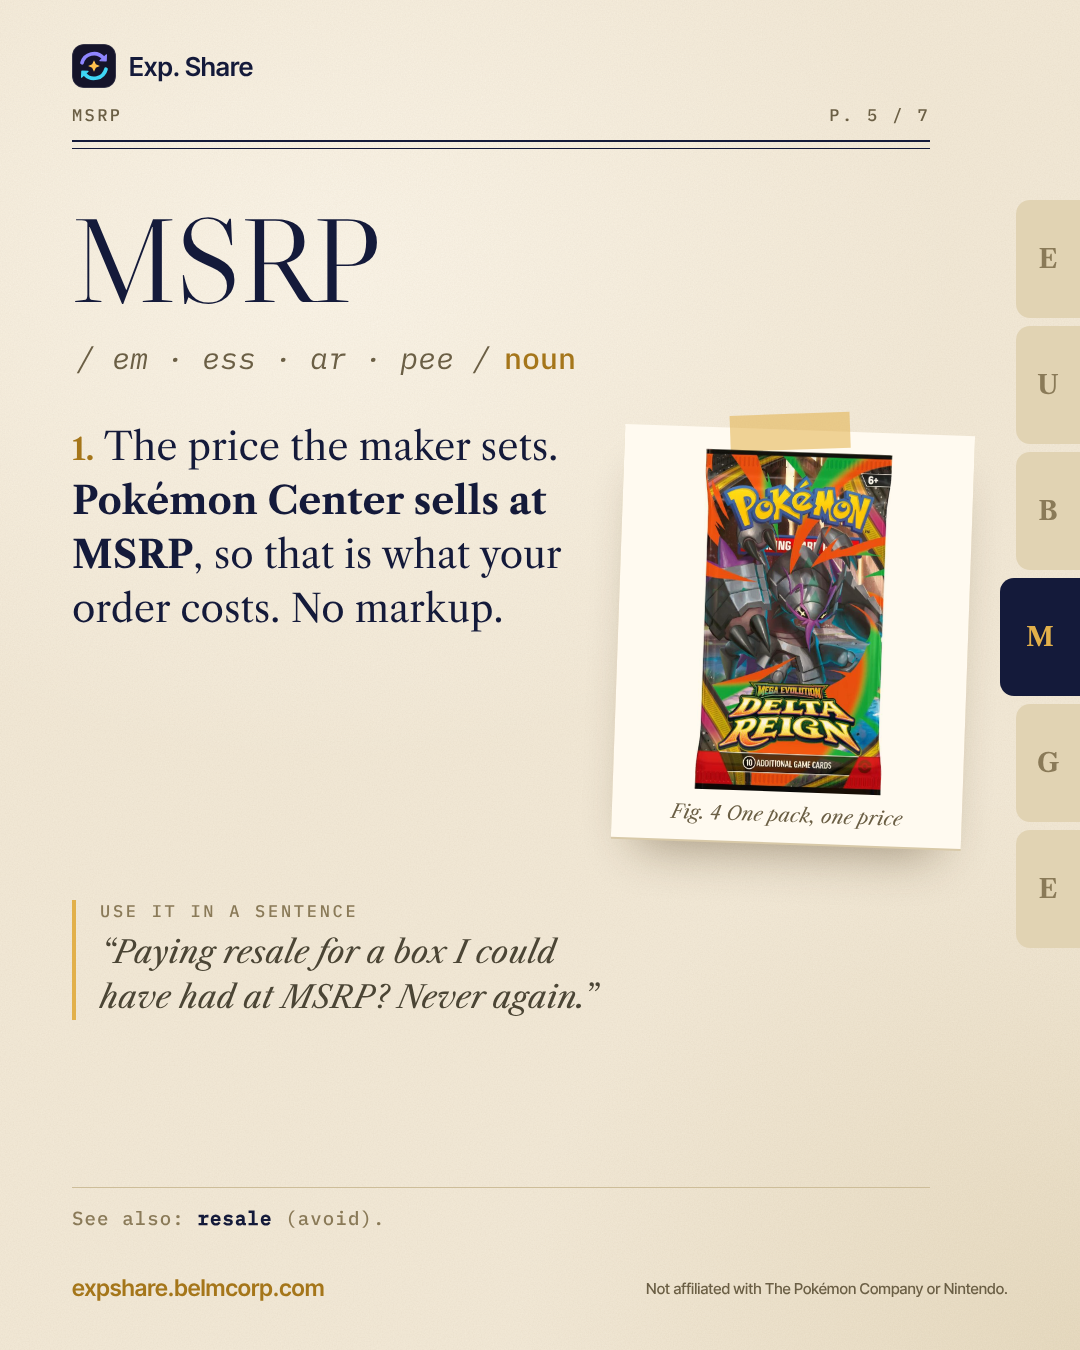 Exp. Share
MSRP
P. 5 / 7
MSRP
/ em · ess · ar · pee / noun
1. The price the maker sets.
Pokémon Center sells at
MSRP, so that is what your
order costs. No markup.
6+
POKÉMON
MEGA EVOLUTION
DELTA
REIGN
10 ADDITIONAL GAME CARDS
Fig. 4 One pack, one price
E
U
B
M
G
E
USE IT IN A SENTENCE
“Paying resale for a box I could
have had at MSRP? Never again.”
See also: resale (avoid).
expshare.belmcorp.com
Not affiliated with The Pokémon Company or Nintendo.